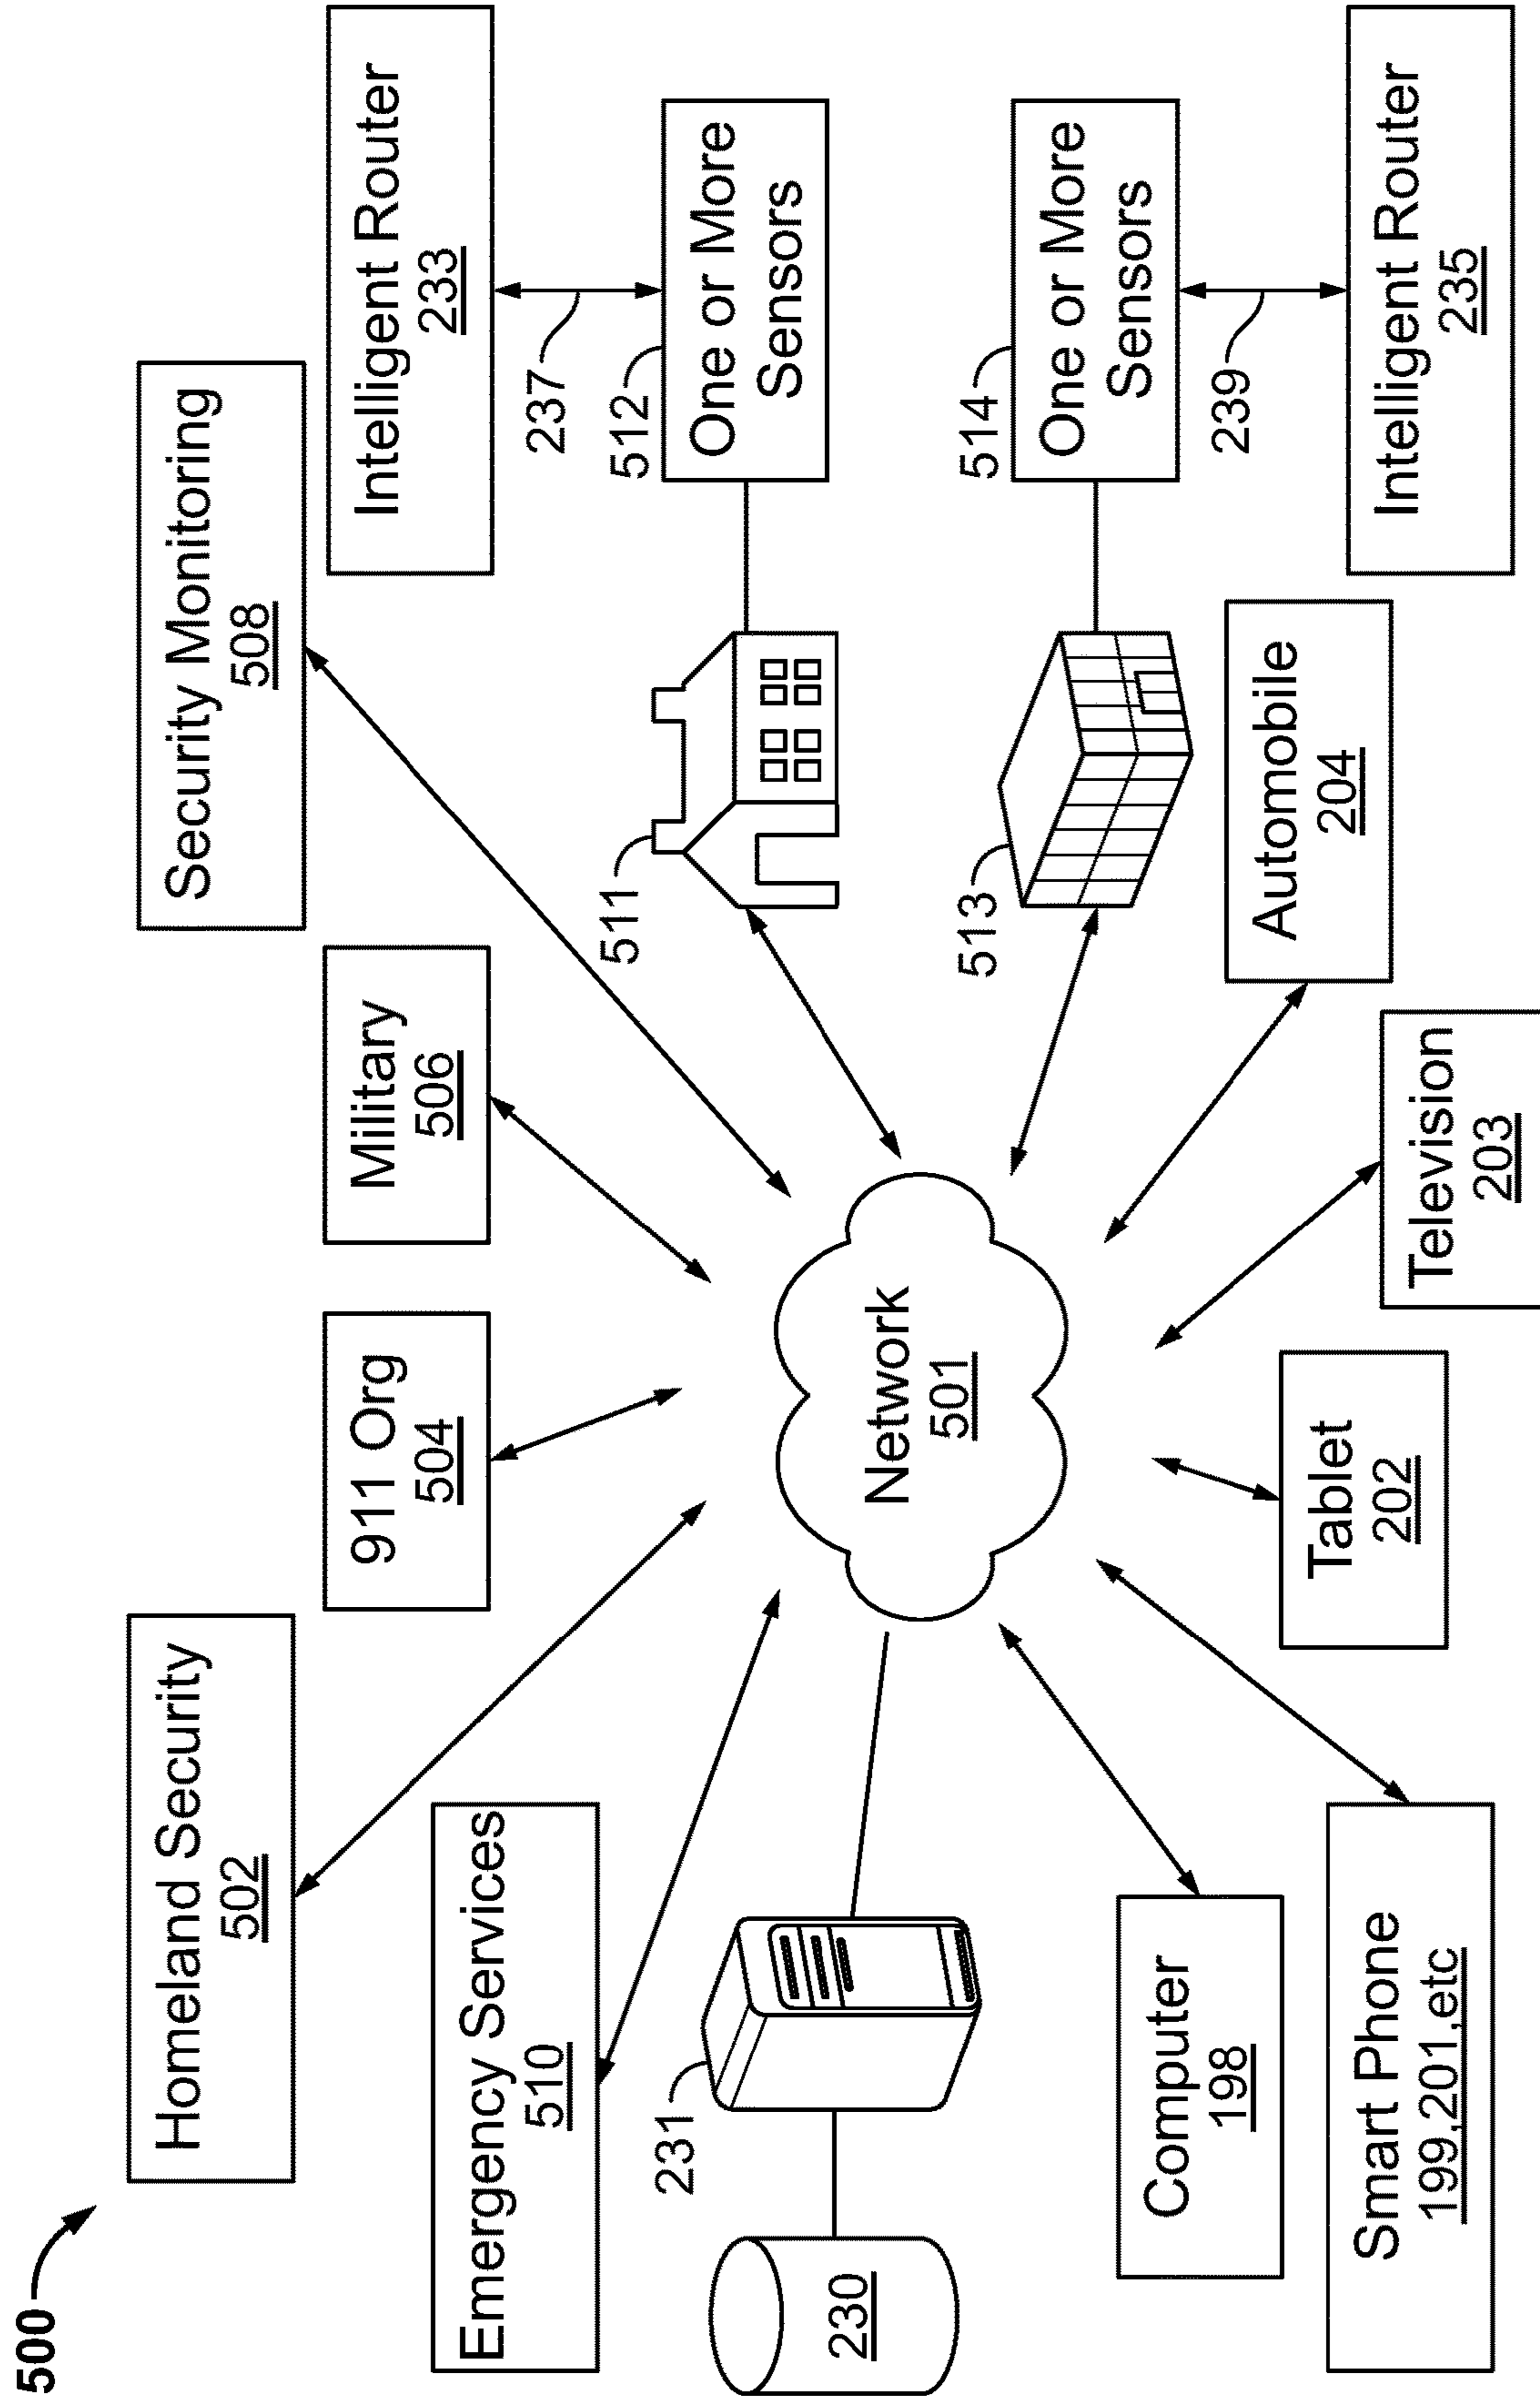 500
Homeland Security
502
911 Org
504
Military
506
Security Monitoring
508
Emergency Services
510
Intelligent Router
233
237
511
512
One or More
Sensors
231
230
Network
501
513
514
One or More
Sensors
239
Intelligent Router
235
Computer
198
Smart Phone
199,201,etc
Tablet
202
Television
203
Automobile
204